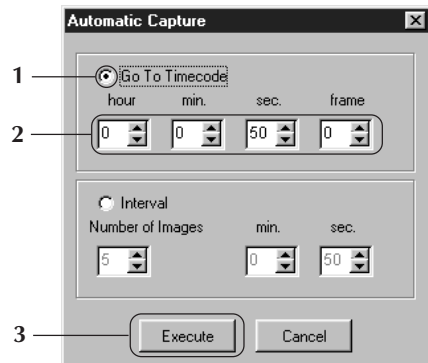 Automatic Capture
1 Go To Timecode
hour min. sec. frame
2 0 0 50 0
Interval
Number of Images min. sec.
5 0 50
3 Execute Cancel